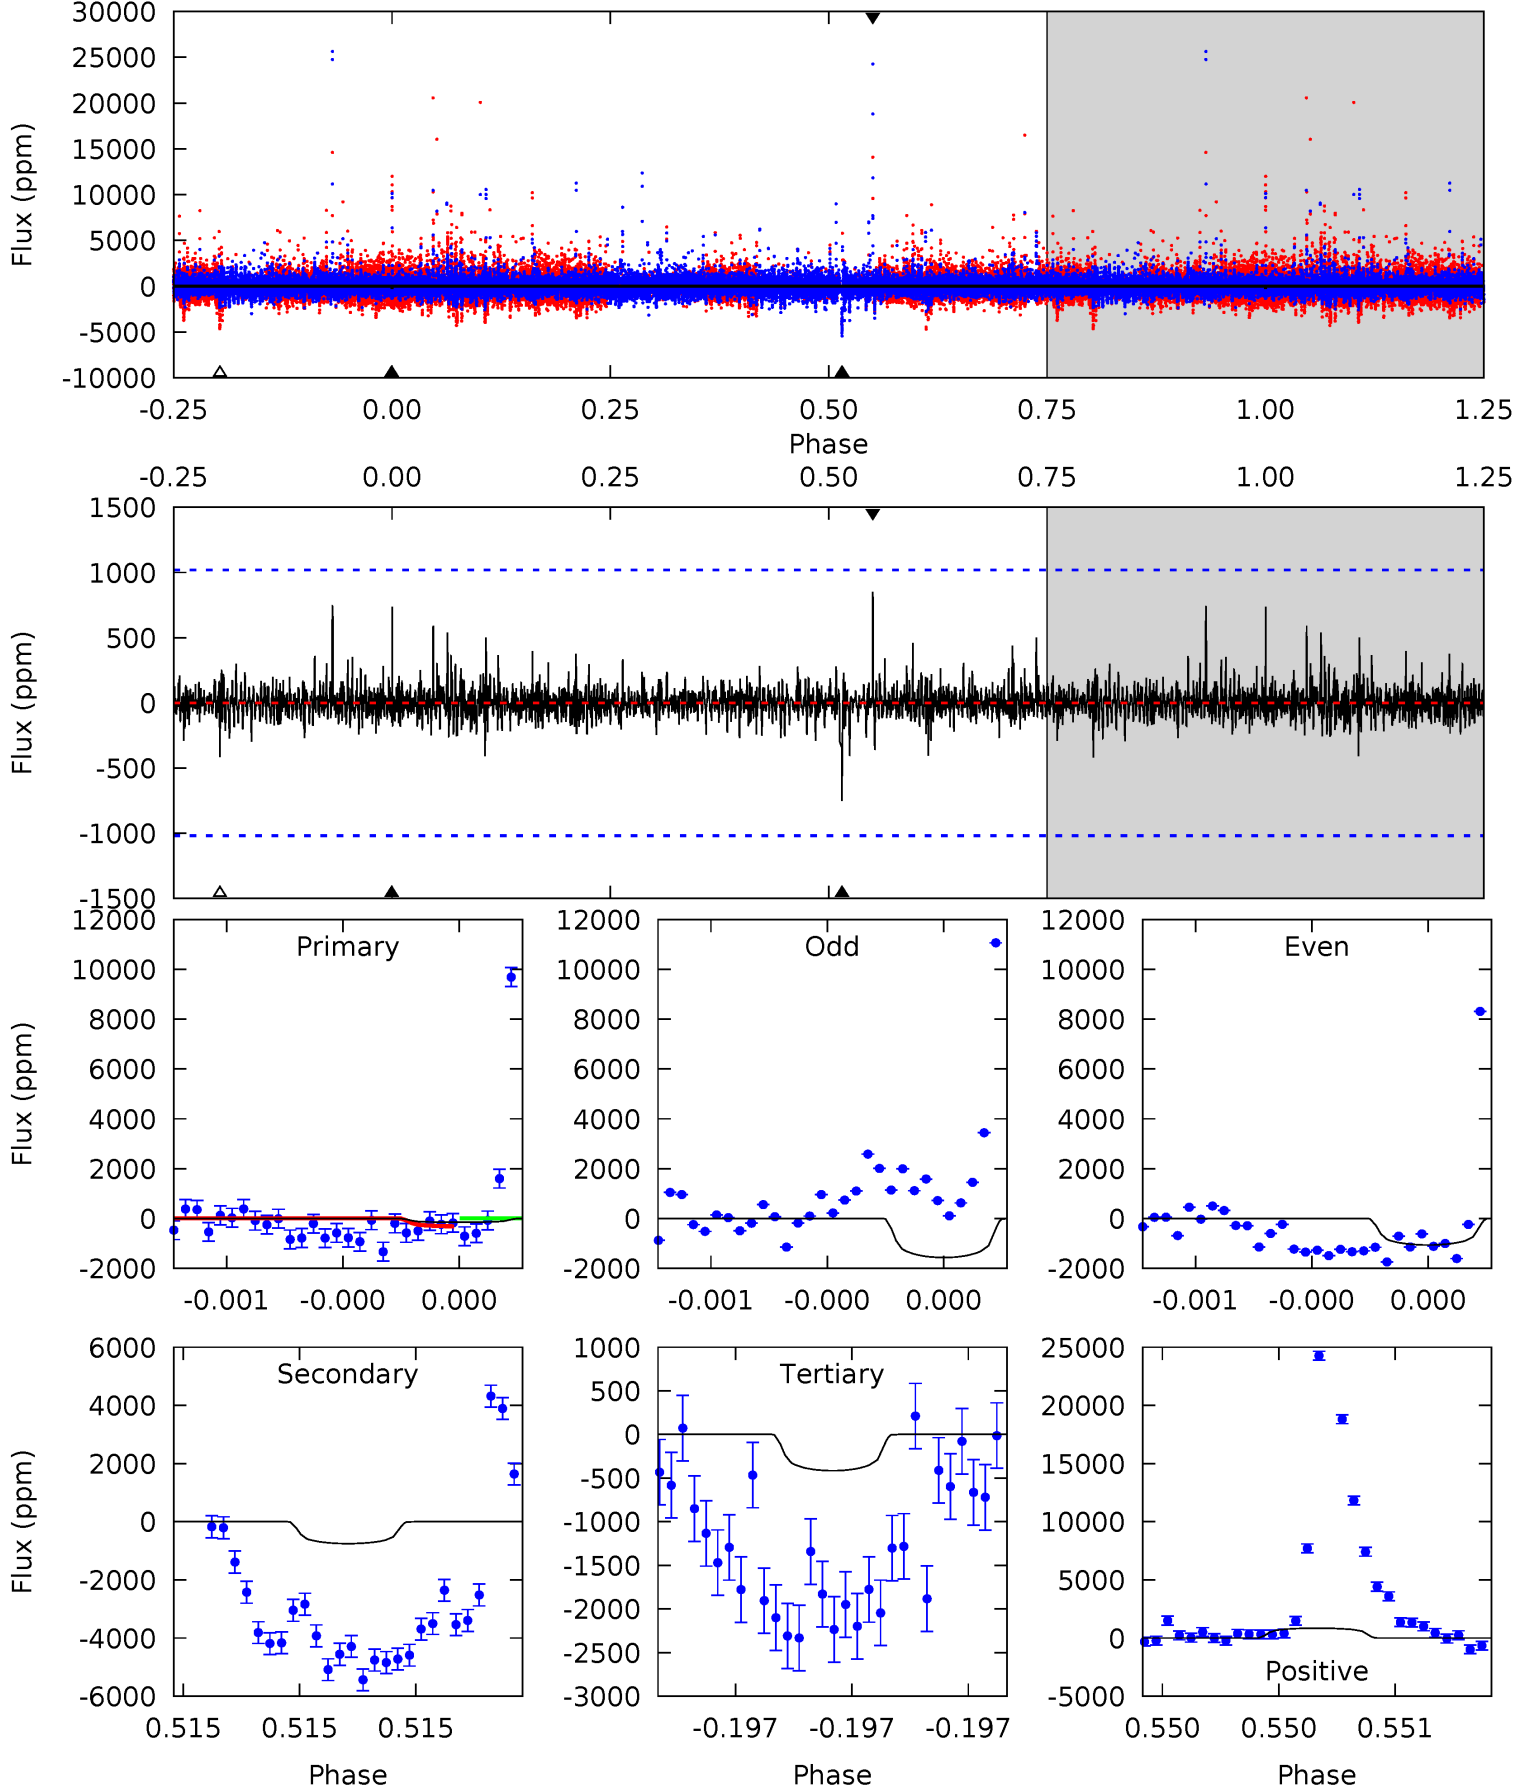 30000
25000
20000
15000
10000
5000
0
-5000
-10000
Flux (ppm)
-0.25 0.00 0.25 0.50 0.75 1.00 1.25
Phase
-0.25 0.00 0.25 0.50 0.75 1.00 1.25
1500
1000
500
0
-500
-1000
-1500
Flux (ppm)
Primary
12000
10000
8000
6000
4000
2000
0
-2000
Flux (ppm)
-0.001 -0.000 0.000
Odd
12000
10000
8000
6000
4000
2000
0
-2000
-0.001 -0.000 0.000
Even
12000
10000
8000
6000
4000
2000
0
-2000
-0.001 -0.000 0.000
Secondary
6000
4000
2000
0
-2000
-4000
-6000
Flux (ppm)
0.515 0.515 0.515
Phase
Tertiary
1000
500
0
-500
-1000
-1500
-2000
-2500
-3000
-0.197 -0.197 -0.197
Phase
25000
20000
15000
10000
5000
0
-5000
Positive
0.550 0.550 0.551
Phase